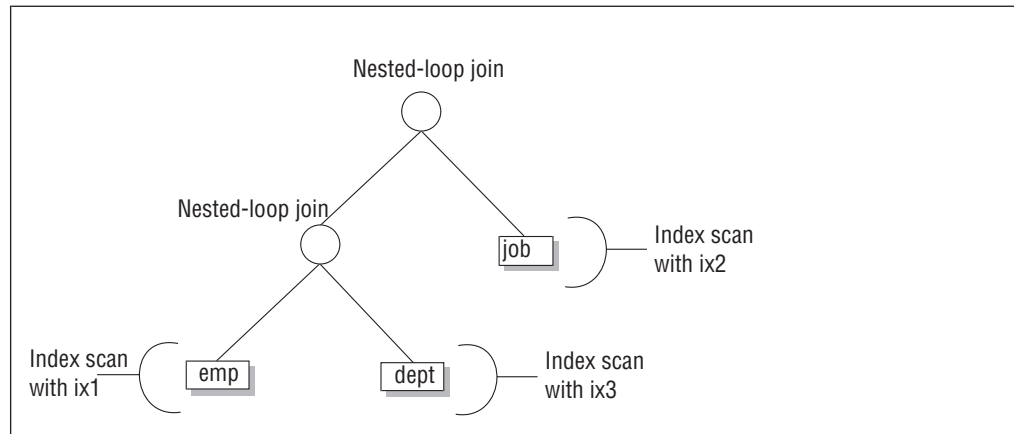 Nested-loop join
Nested-loop join
job
Index scan
with ix2
Index scan
with ix1
emp
dept
Index scan
with ix3